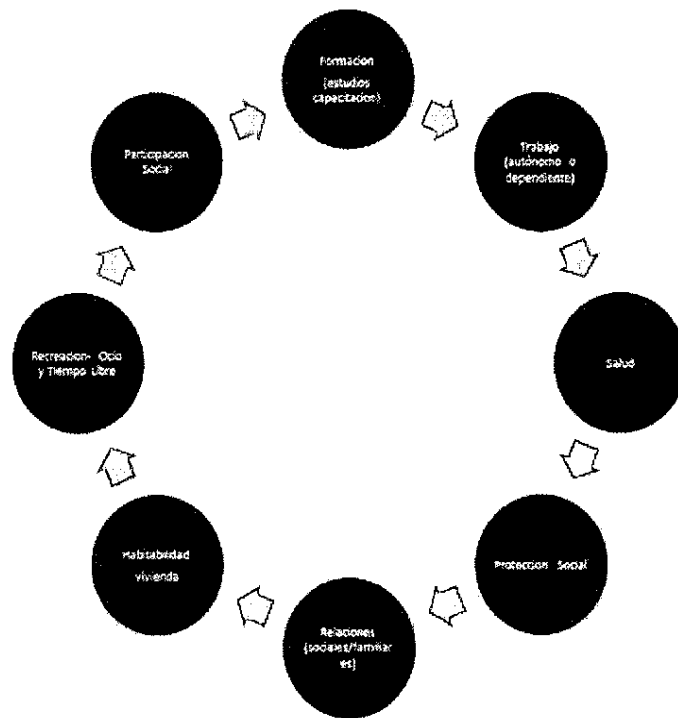 Formacion
(estudios
capacitacios)
Trabajo
(autónomo o
dependiente)
Salud
Proteccion Social
Relaciones
(sociales/familiar
es)
Habitabilidad
vivienda
Recreacion- Ocio
y Tiempo Libre
Participacion
Social